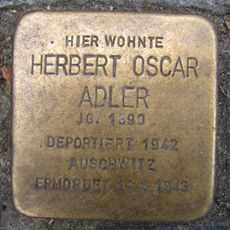 HIER WOHNTE
HERBERT OSCAR
ADLER
JG. 1890
DEPORTIERT 1942
AUSCHWITZ
ERMORDET 1943